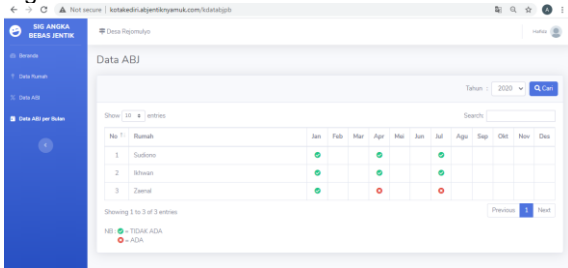 Not secure | kotakediri.abjentiknyamuk.com/kdatabjpb
SIG ANGKA
BEBAS JENTIK
Desa Rejomulyo
Beranda
Data Rumah
Data ABJ
Data ABJ per Bulan
Data ABJ
Tahun : 2020 Cari
Show 10 entries Search:
No Rumah Jan Feb Mar Apr Mei Jun Jul Agu Sep Okt Nov Des
1 Sudiono
2 Ikhwan
3 Zaenal
Showing 1 to 3 of 3 entries Previous 1 Next
NB : = TIDAK ADA
= ADA